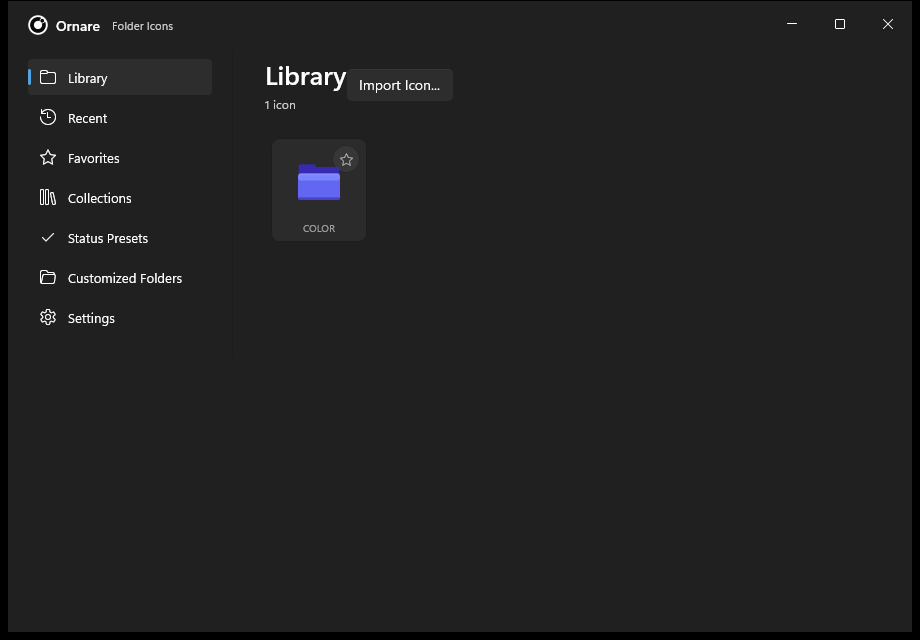 Ornare Folder Icons
Library
Recent
Favorites
Collections
Status Presets
Customized Folders
Settings
Library
Import Icon...
1 icon
COLOR